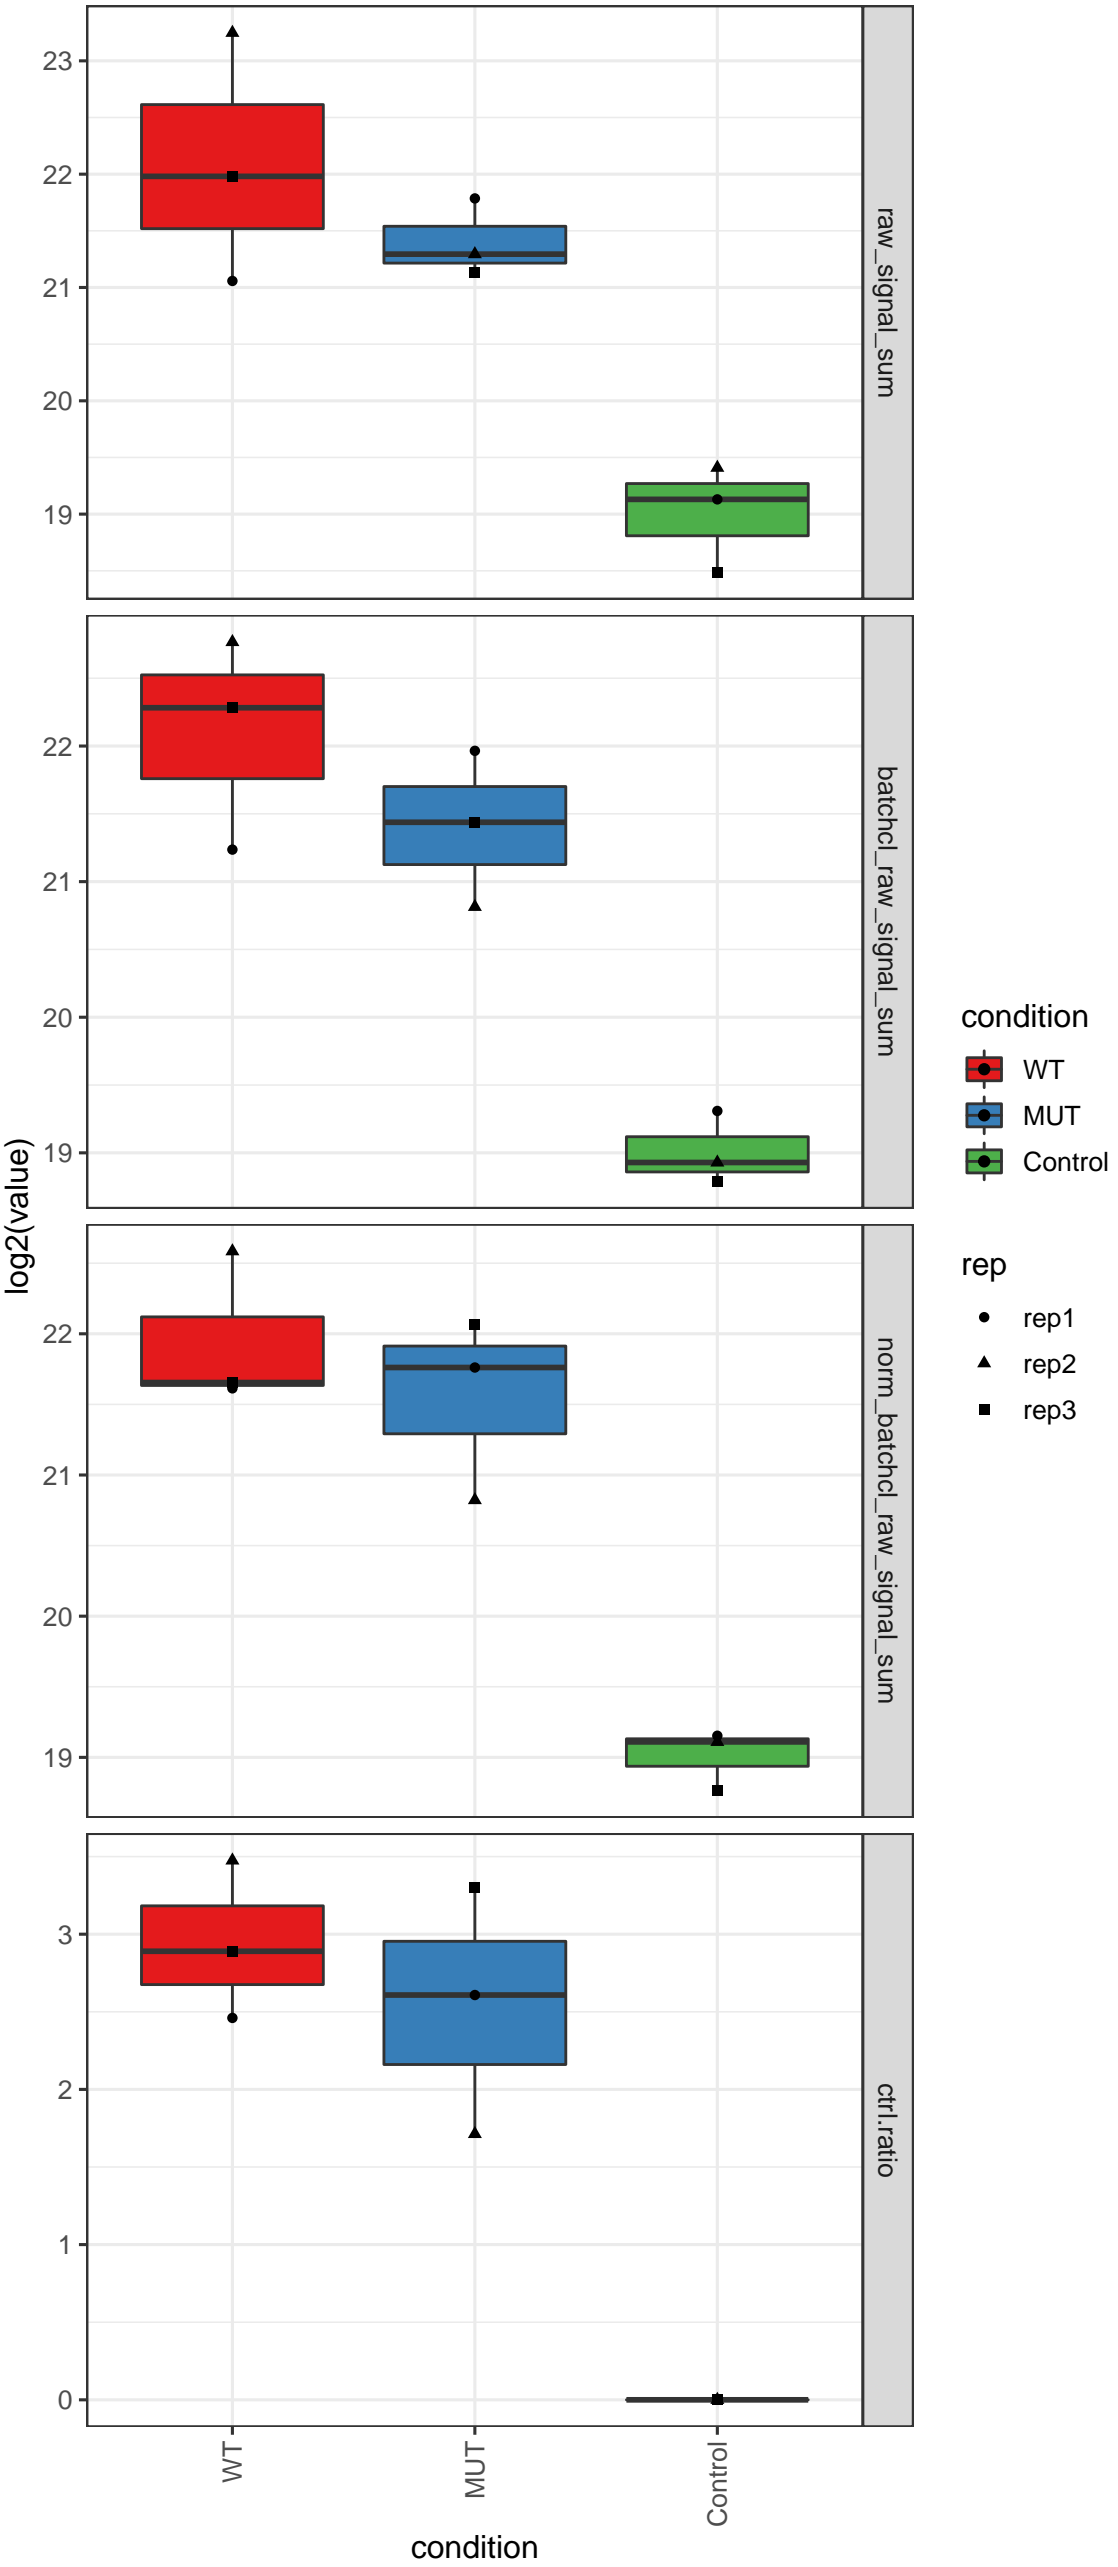 log2(value)
23
22
21
20
19
raw_signal_sum
22
21
20
19
batchcl_raw_signal_sum
22
21
20
19
norm_batchcl_raw_signal_sum
3
2
1
0
ctrl.ratio
WT
MUT
Control
condition
condition
WT
MUT
Control
rep
rep1
rep2
rep3